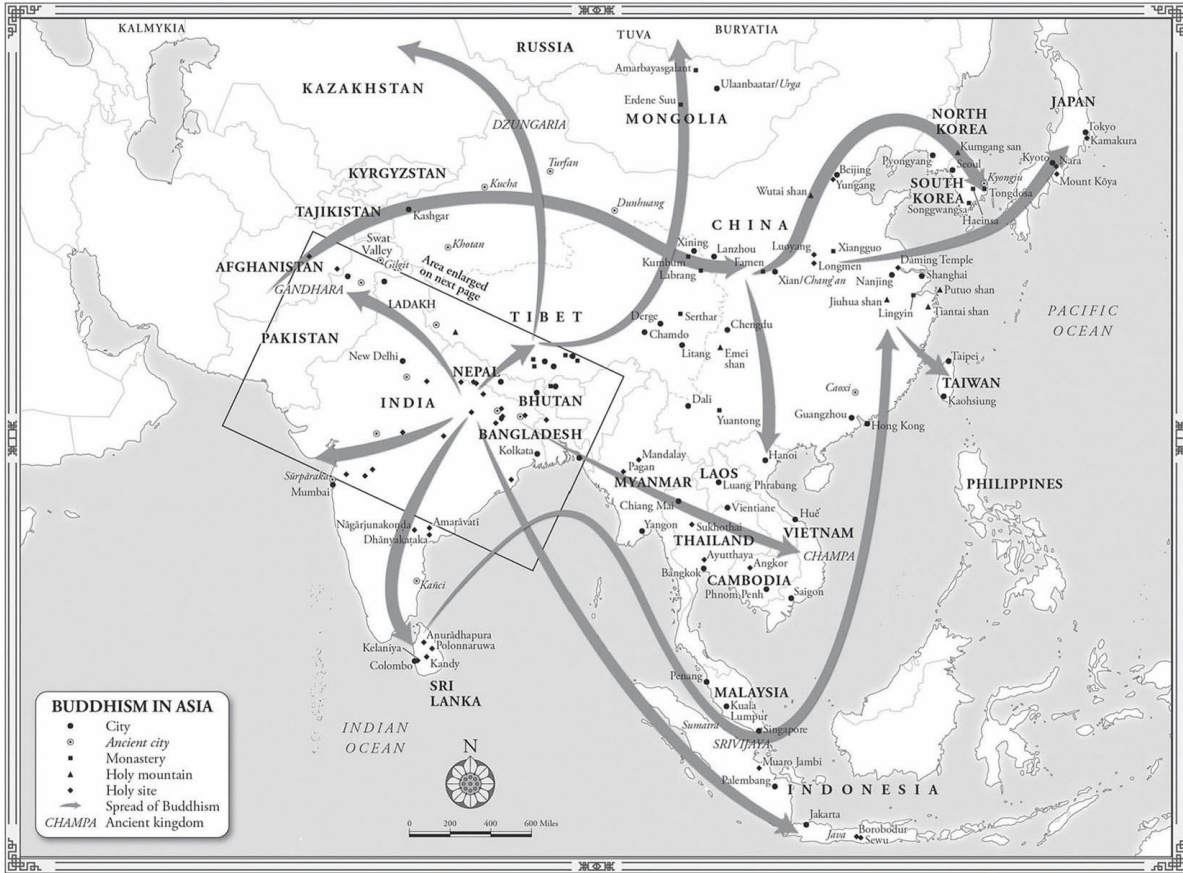 KALMYKIA
RUSSIA
TUVA
BURYATIA
KAZAKHSTAN
Amarbayasgalant
Ulaanbaatar/Urga
Erdene Suu
MONGOLIA
DZUNGARIA
NORTH
KOREA
JAPAN
Tokyo
Kamakura
Kumgang san
Pyongyang
Seoul
Kyoto
Nara
Mount Kōya
Kyongju
Tongdosa
SOUTH
KOREA
Songgwangsa
Haeinsa
Turfan
Kucha
KYRGYZSTAN
Beijing
Yungang
Wutai shan
TAJIKISTAN
Kashgar
Dunhuang
CHINA
Swat
Valley
Khotan
Gilgit
Area enlarged
on next page
Xining
Lanzhou
Kumbum
Famen
Labrang
Luoyang
Xiangguo
Longmen
Xian/Chang'an
Daming Temple
Nanjing
Shanghai
AFGHANISTAN
GANDHARA
LADAKH
TIBET
Putuo shan
Jiuhua shan
Lingyin
Tiantai shan
PACIFIC
OCEAN
PAKISTAN
Derge
Serthar
Chamdo
Chengdu
Litang
Emei
shan
New Delhi
NEPAL
Taipei
TAIWAN
Kaohsiung
INDIA
BHUTAN
Dali
Yuantong
Caoxi
Guangzhou
Hong Kong
BANGLADESH
Kolkata
Mandalay
Pagan
MYANMAR
LAOS
Luang Phrabang
Hanoi
Sūrpāraka
Mumbai
Chiang Mai
Vientiane
Hué
VIETNAM
PHILIPPINES
Nāgārjunakonda
Amarāvatī
Dhānyakataka
Yangon
Sukhothai
THAILAND
CHAMPA
Ayutthaya
Bangkok
Angkor
CAMBODIA
Phnom Penh
Saigon
Kañci
Anurādhapura
Kelaniya
Polonnaruwa
Colombo
Kandy
SRI
LANKA
Penang
MALAYSIA
Kuala
Lumpur
Sumatra
Singapore
SRIVIJAYA
Muaro Jambi
Palembang
INDONESIA
Jakarta
Java
Borobodur
Sewu
INDIAN
OCEAN
N
0 200 400 600 Miles
BUDDHISM IN ASIA
City
Ancient city
Monastery
Holy mountain
Holy site
Spread of Buddhism
CHAMPA Ancient kingdom